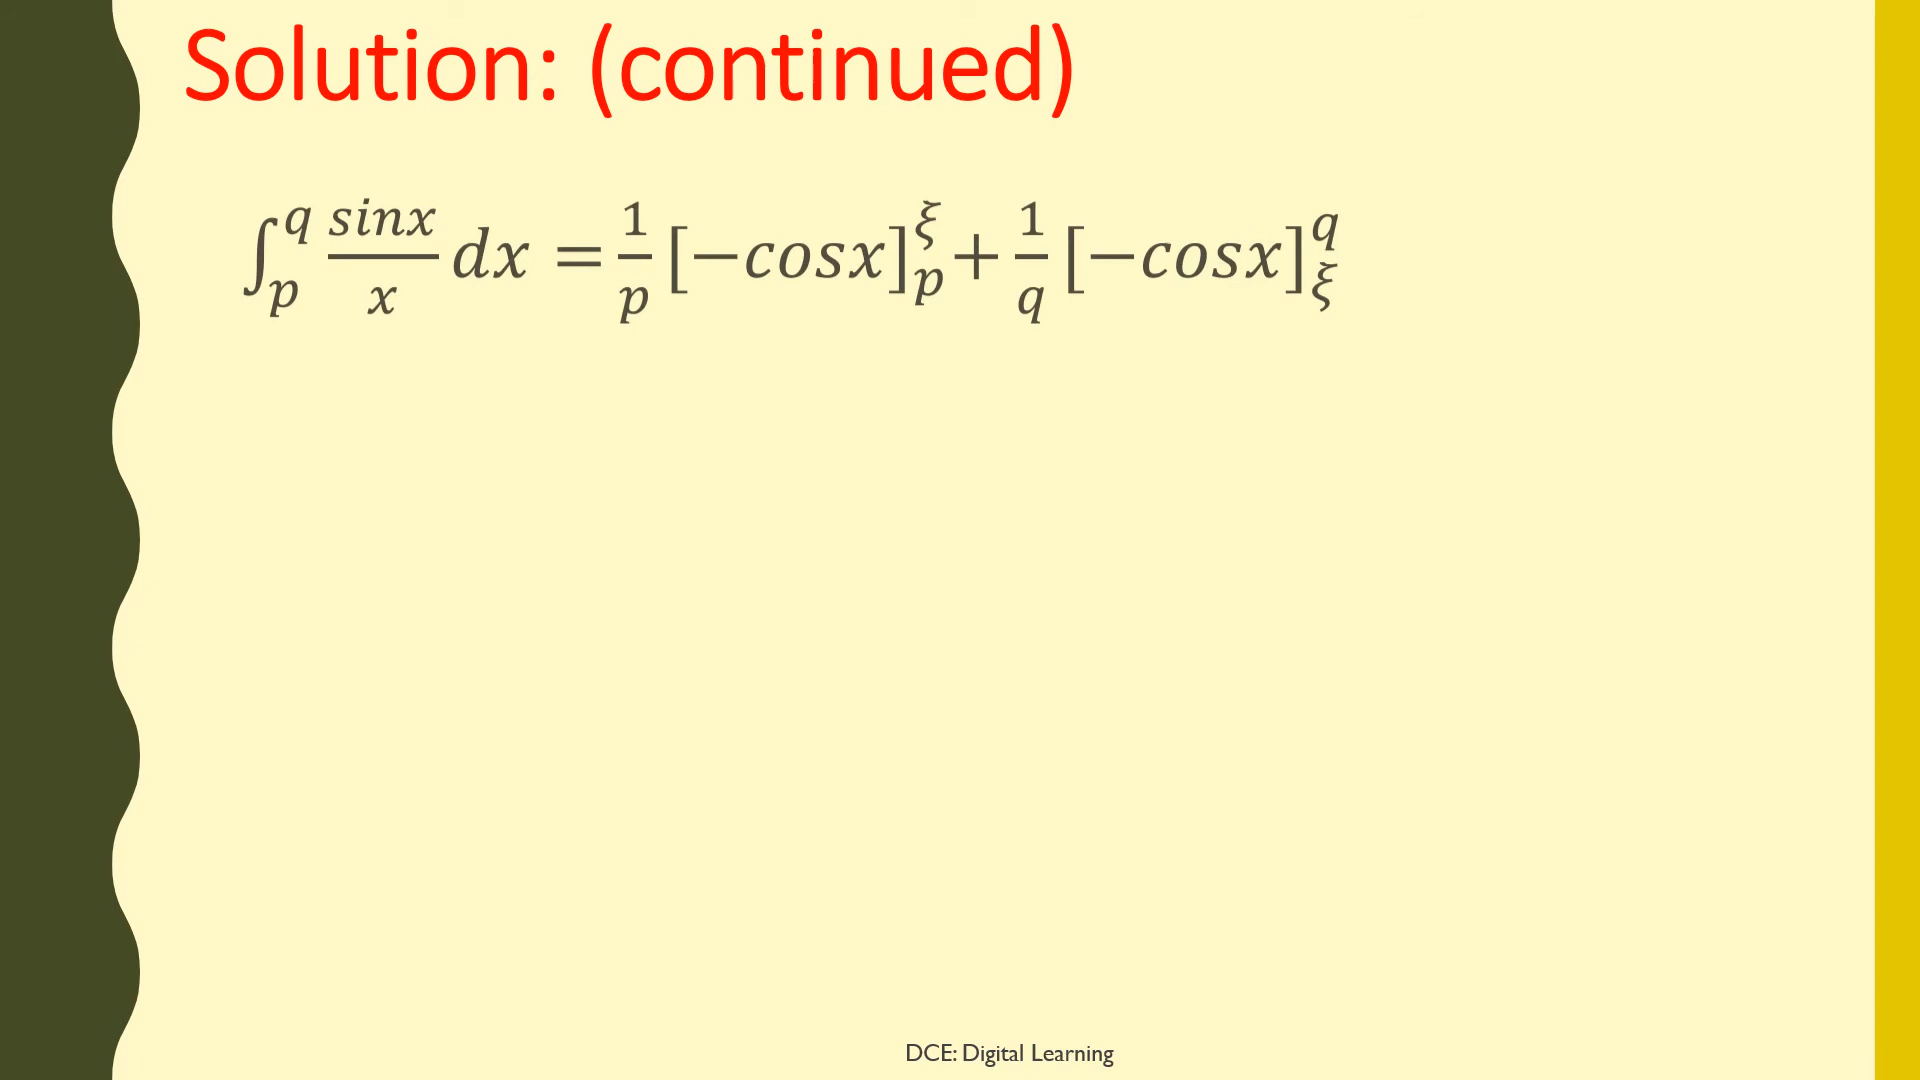 Solution: (continued)
∫_p^q sinx/x dx = 1/p [−cosx]_p^ξ + 1/q [−cosx]_ξ^q
DCE: Digital Learning